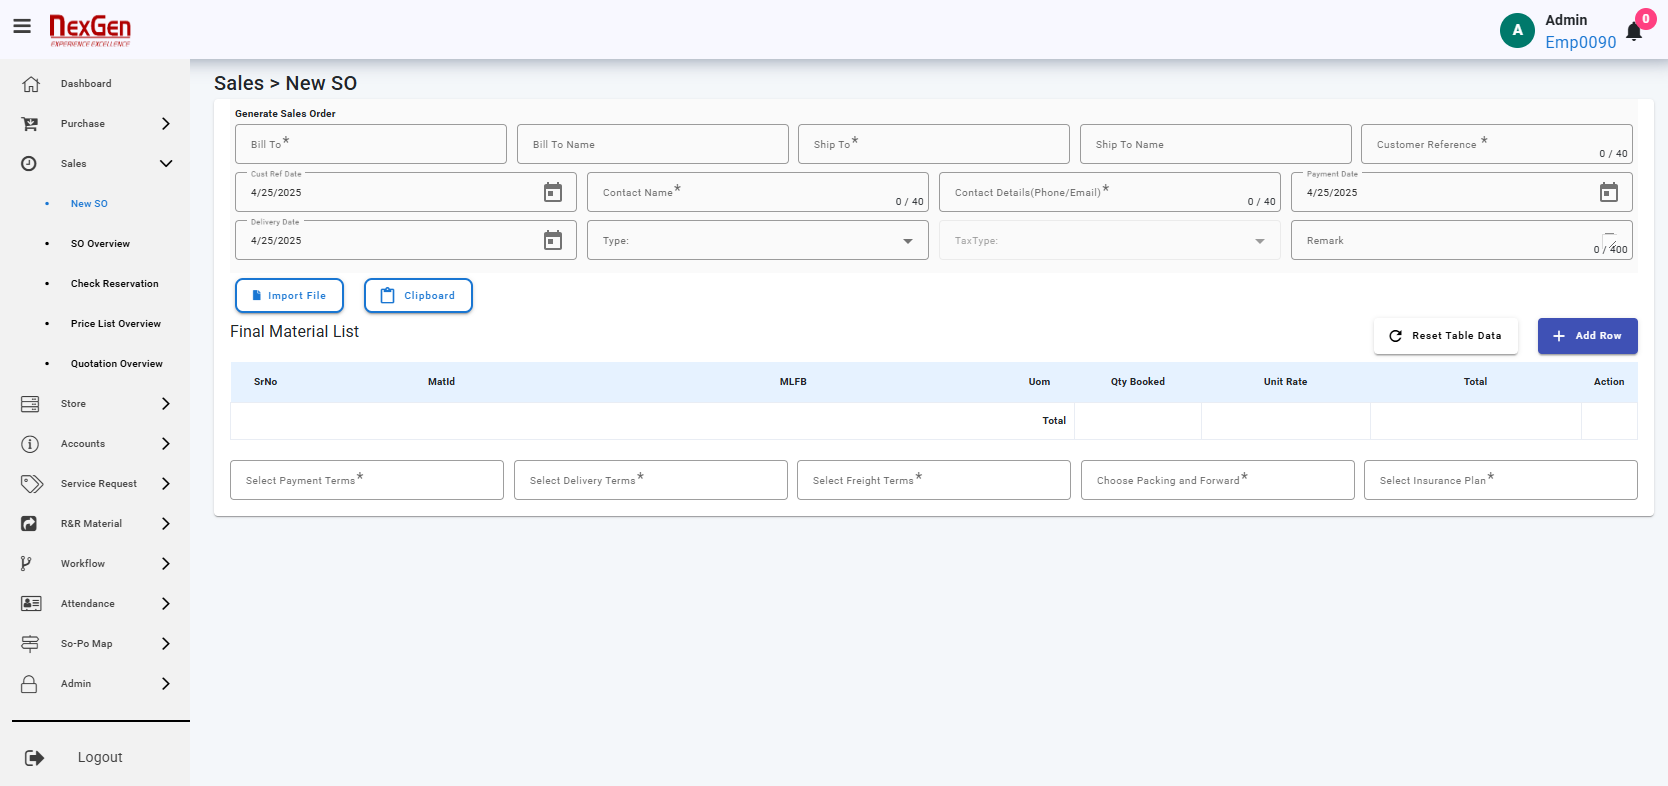 NexGen
EXPERIENCE EXCELLENCE
A
Admin
Emp0090
0
Dashboard
Purchase
Sales
New SO
SO Overview
Check Reservation
Price List Overview
Quotation Overview
Store
Accounts
Service Request
R&R Material
Workflow
Attendance
So-Po Map
Admin
Logout
Sales > New SO
Generate Sales Order
Bill To* Bill To Name Ship To* Ship To Name Customer Reference *
0 / 40
Cust Ref Date Payment Date
4/25/2025 Contact Name* Contact Details(Phone/Email)* 4/25/2025
0 / 40 0 / 40
Delivery Date
4/25/2025 Type: TaxType: Remark
0 / 400
Import File Clipboard
Final Material List
Reset Table Data + Add Row
SrNo MatId MLFB Uom Qty Booked Unit Rate Total Action
Total
Select Payment Terms* Select Delivery Terms* Select Freight Terms* Choose Packing and Forward* Select Insurance Plan*